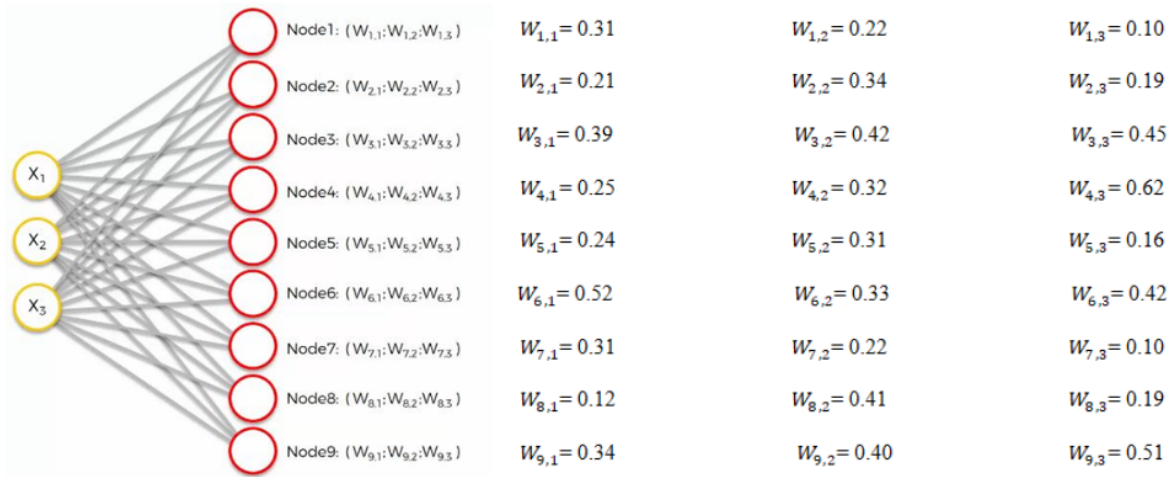 Node1: (W1,1:W1,2:W1,3) W1,1= 0.31 W1,2= 0.22 W1,3= 0.10
Node2: (W2,1:W2,2:W2,3) W2,1= 0.21 W2,2= 0.34 W2,3= 0.19
Node3: (W3,1:W3,2:W3,3) W3,1= 0.39 W3,2= 0.42 W3,3= 0.45
X1
Node4: (W4,1:W4,2:W4,3) W4,1= 0.25 W4,2= 0.32 W4,3= 0.62
X2
Node5: (W5,1:W5,2:W5,3) W5,1= 0.24 W5,2= 0.31 W5,3= 0.16
X3
Node6: (W6,1:W6,2:W6,3) W6,1= 0.52 W6,2= 0.33 W6,3= 0.42
Node7: (W7,1:W7,2:W7,3) W7,1= 0.31 W7,2= 0.22 W7,3= 0.10
Node8: (W8,1:W8,2:W8,3) W8,1= 0.12 W8,2= 0.41 W8,3= 0.19
Node9: (W9,1:W9,2:W9,3) W9,1= 0.34 W9,2= 0.40 W9,3= 0.51